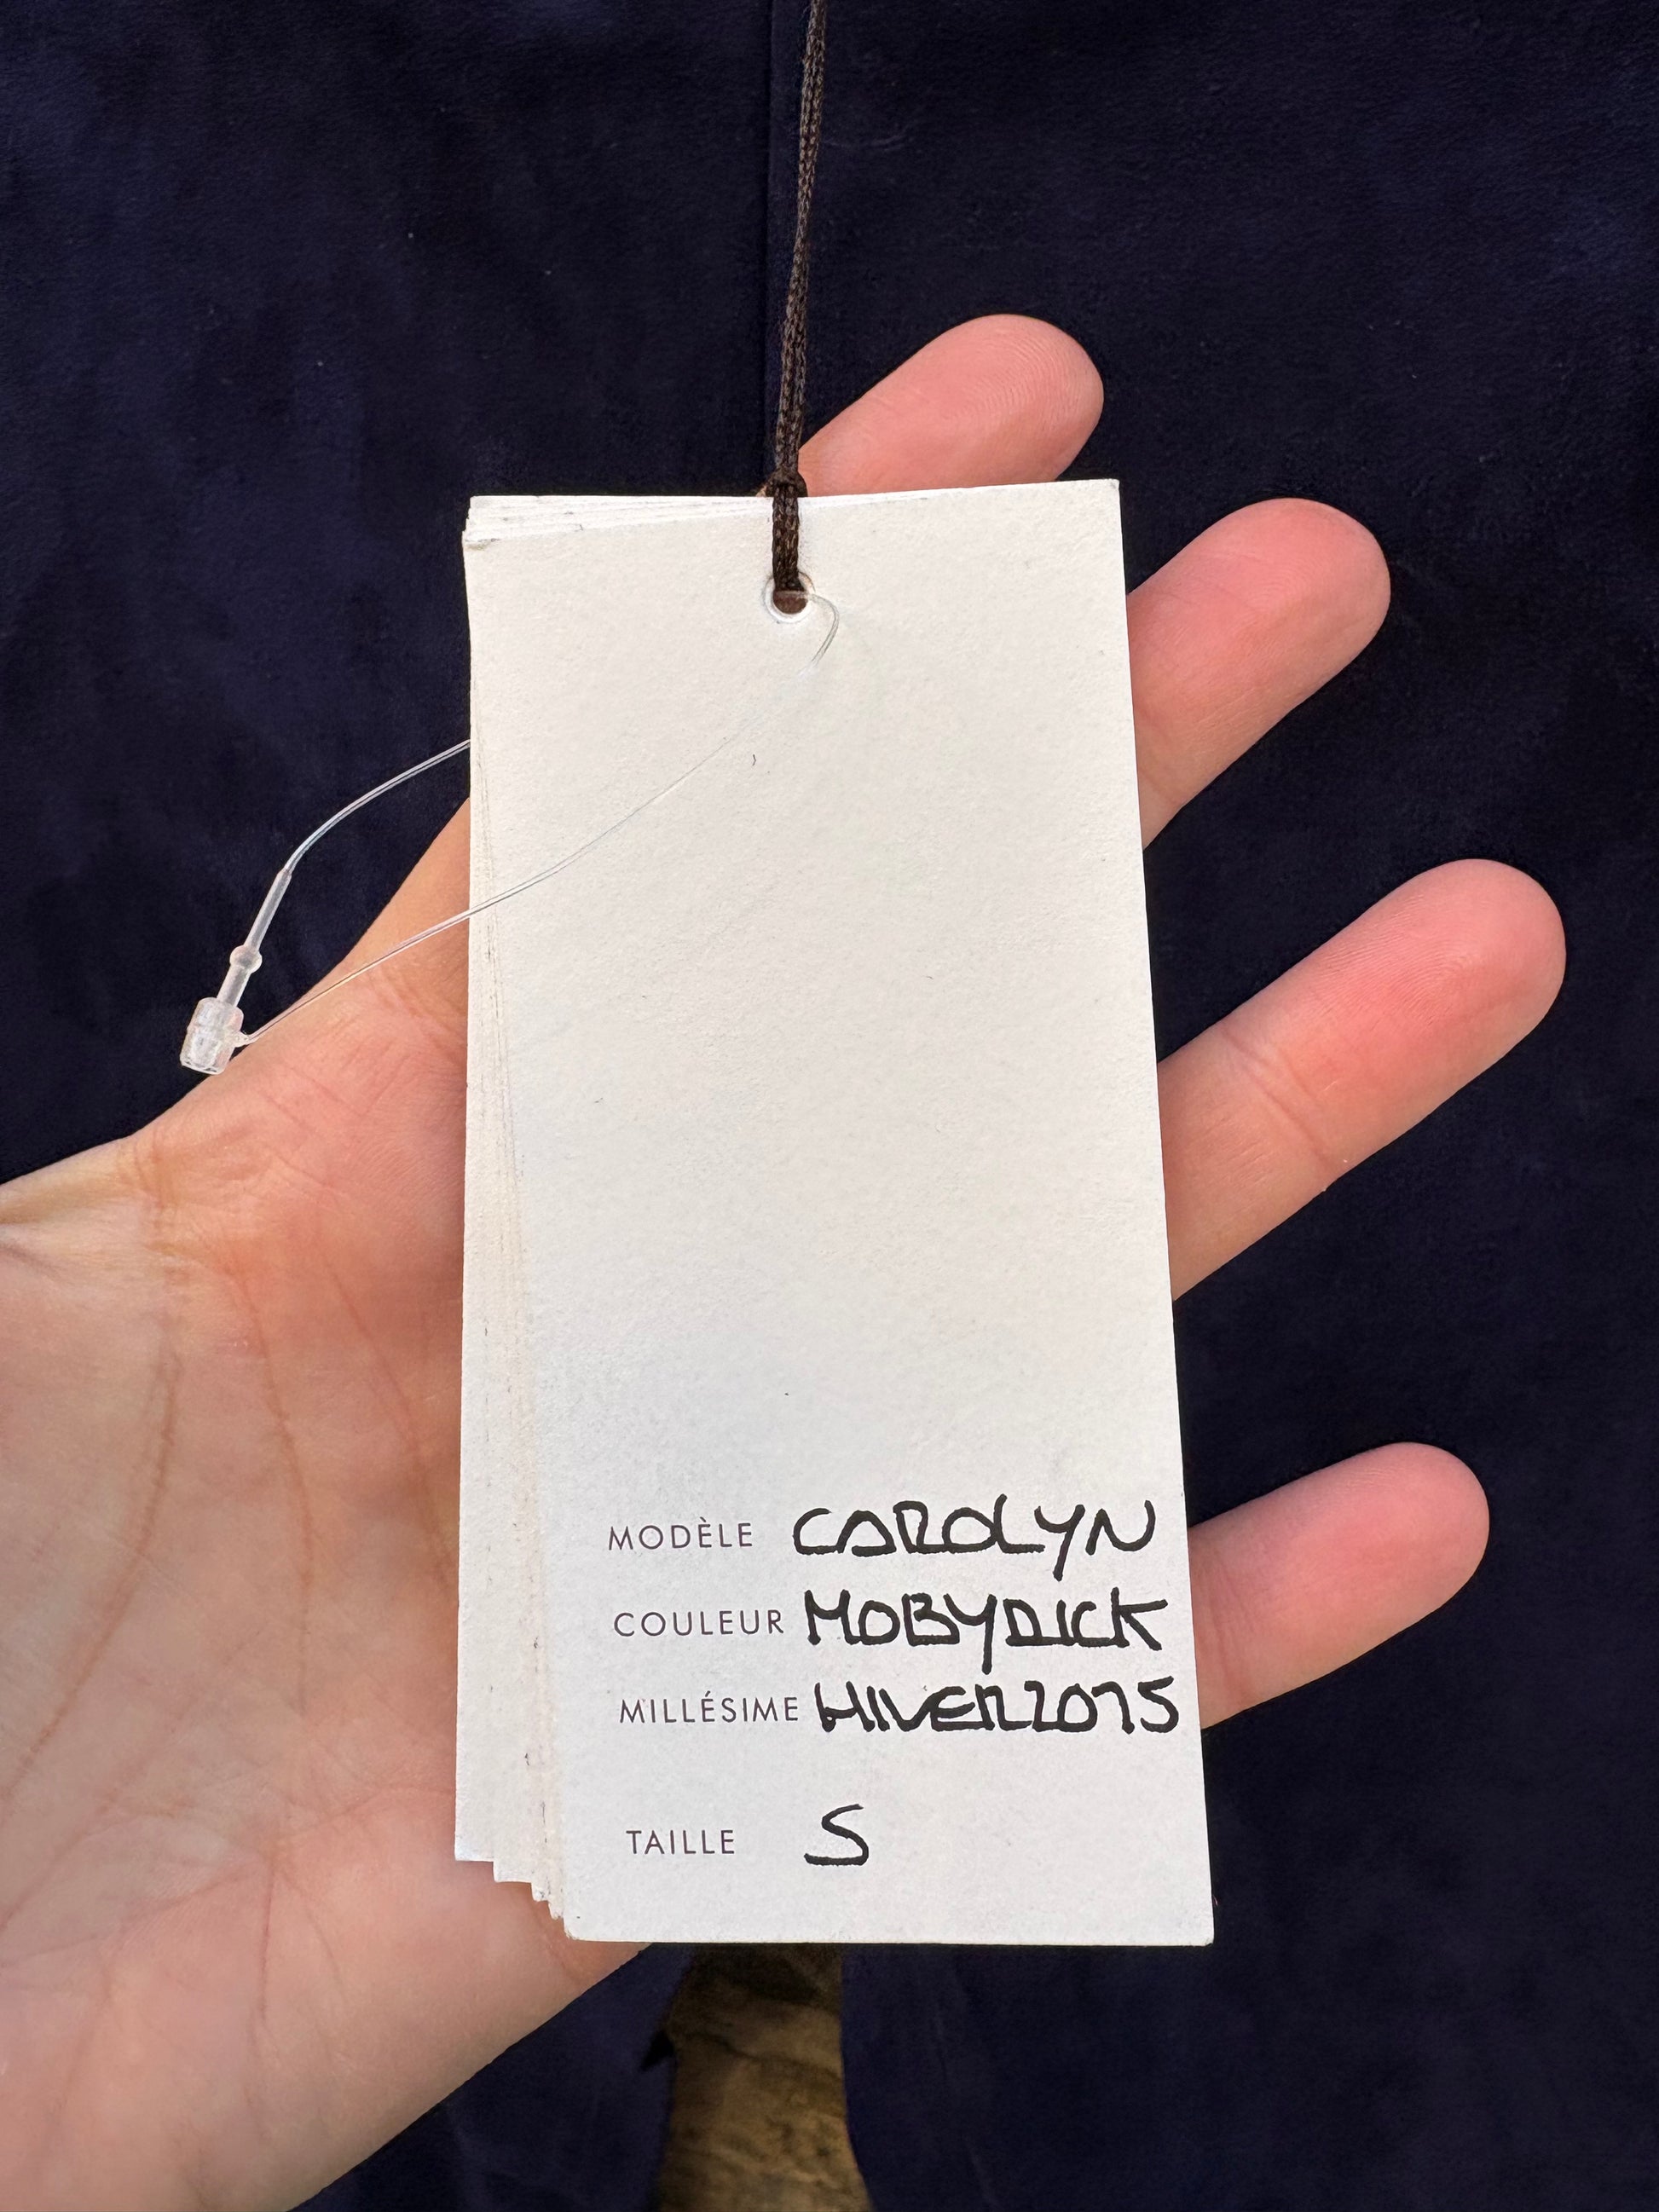 MODÈLE CAROLYN
COULEUR MOBYDICK
MILLÉSIME HIVER2015
TAILLE S